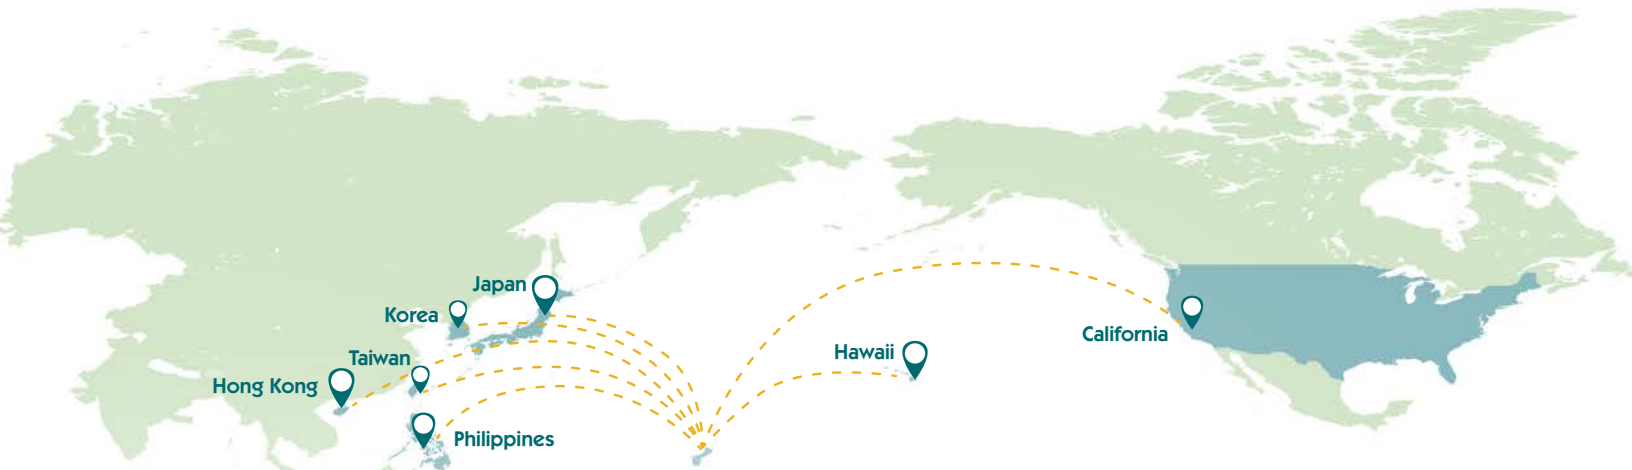 Japan
Korea
Taiwan
Hong Kong
Philippines
Hawaii
California